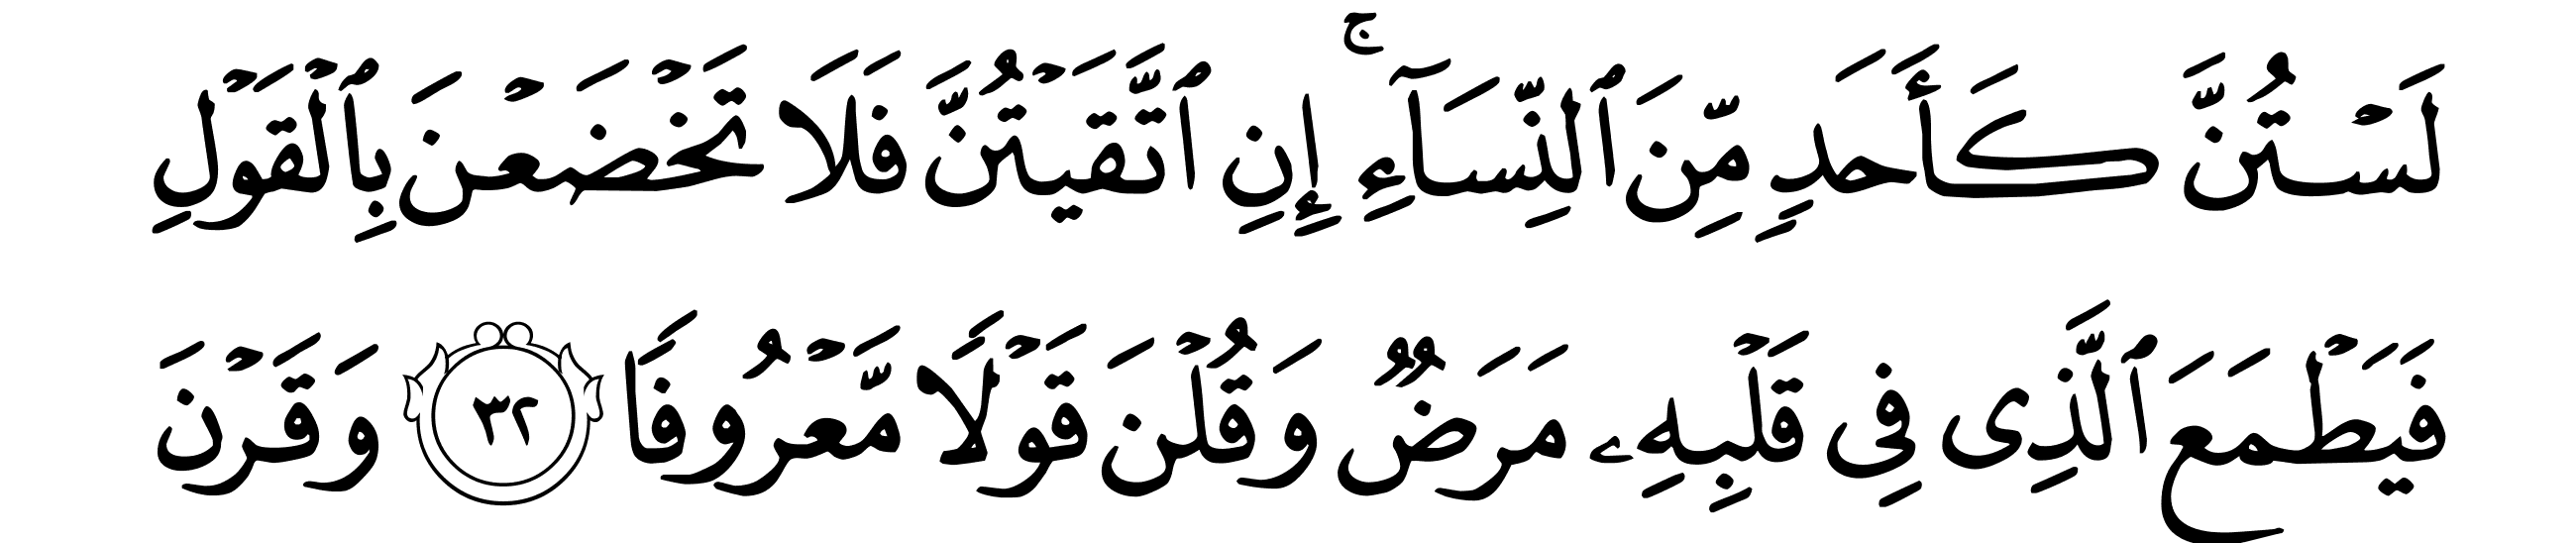 لَسۡتُنَّ كَأَحَدٍ مِّنَ ٱلنِّسَآءِۚ إِنِ ٱتَّقَيۡتُنَّ فَلَا تَخۡضَعۡنَ بِٱلۡقَوۡلِ
فَيَطۡمَعَ ٱلَّذِى فِى قَلۡبِهِۦ مَرَضٌ وَقُلۡنَ قَوۡلًا مَّعۡرُوفًا ٣٢ وَقَرۡنَ